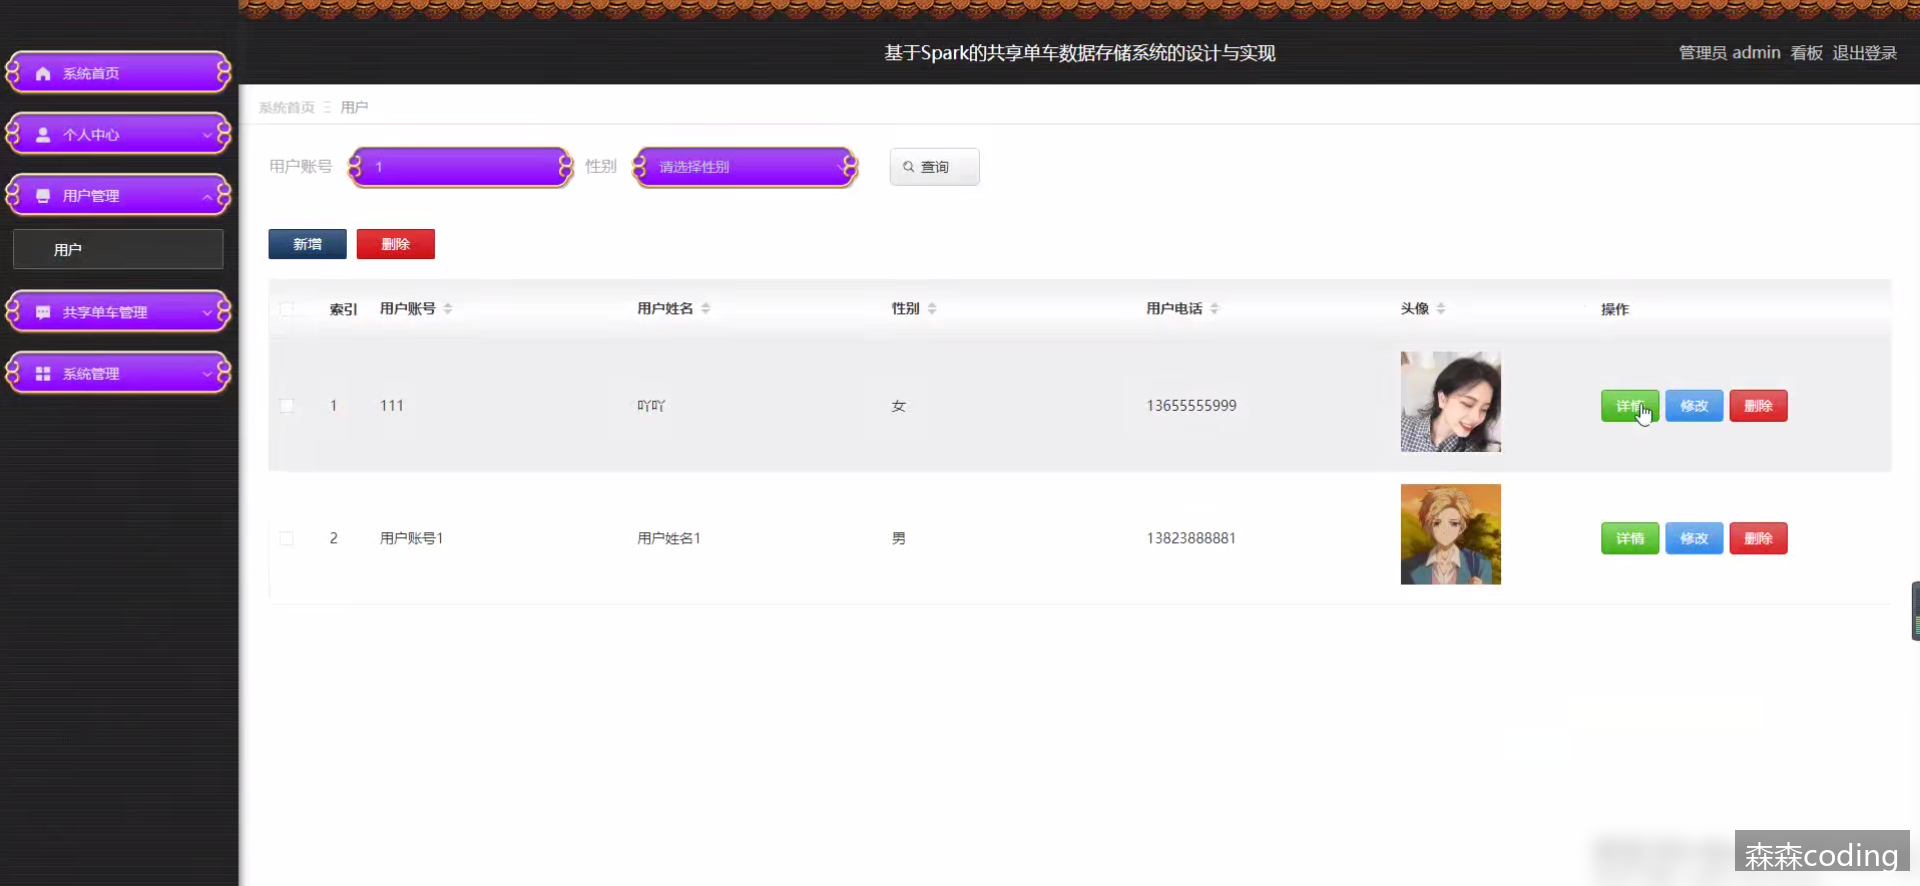 基于Spark的共享单车数据存储系统的设计与实现
管理员 admin 看板 退出登录
系统首页
个人中心
用户管理
用户
共享单车管理
系统管理
系统首页 用户
用户账号 1 性别 请选择性别 查询
新增 删除
索引 用户账号 用户姓名 性别 用户电话 头像 操作
1 111 吖吖 女 13655555999 详情 修改 删除
2 用户账号1 用户姓名1 男 13823888881 详情 修改 删除
森森coding